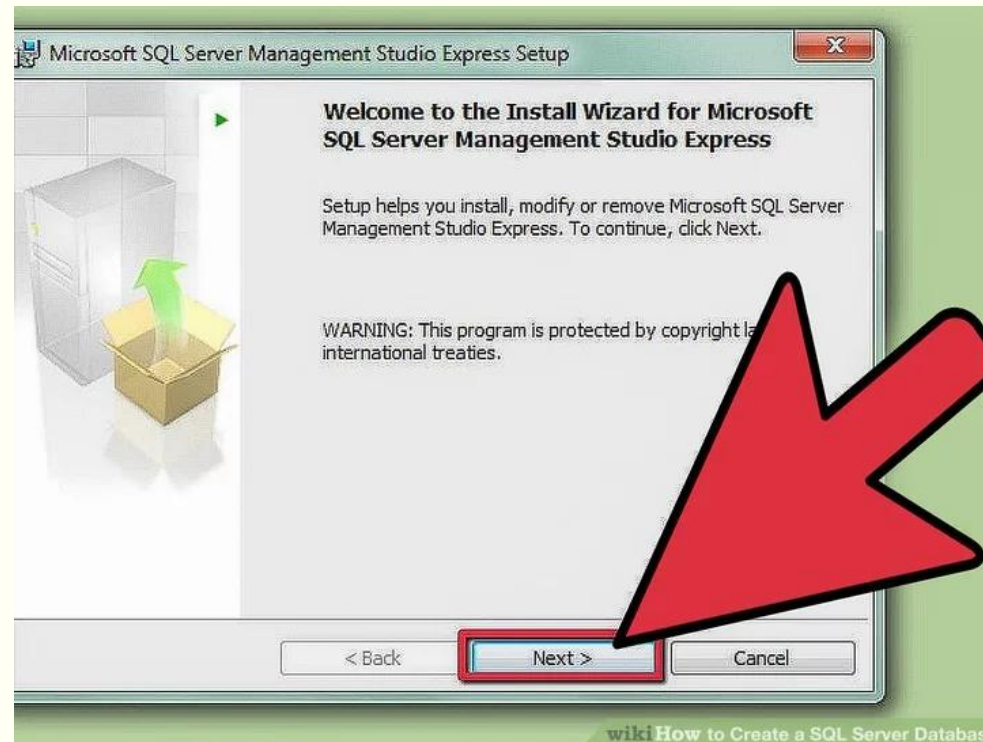 Microsoft SQL Server Management Studio Express Setup
Welcome to the Install Wizard for Microsoft
SQL Server Management Studio Express
Setup helps you install, modify or remove Microsoft SQL Server
Management Studio Express. To continue, click Next.
WARNING: This program is protected by copyright
international treaties.
< Back
Next >
Cancel
wikiHow to Create a SQL Server